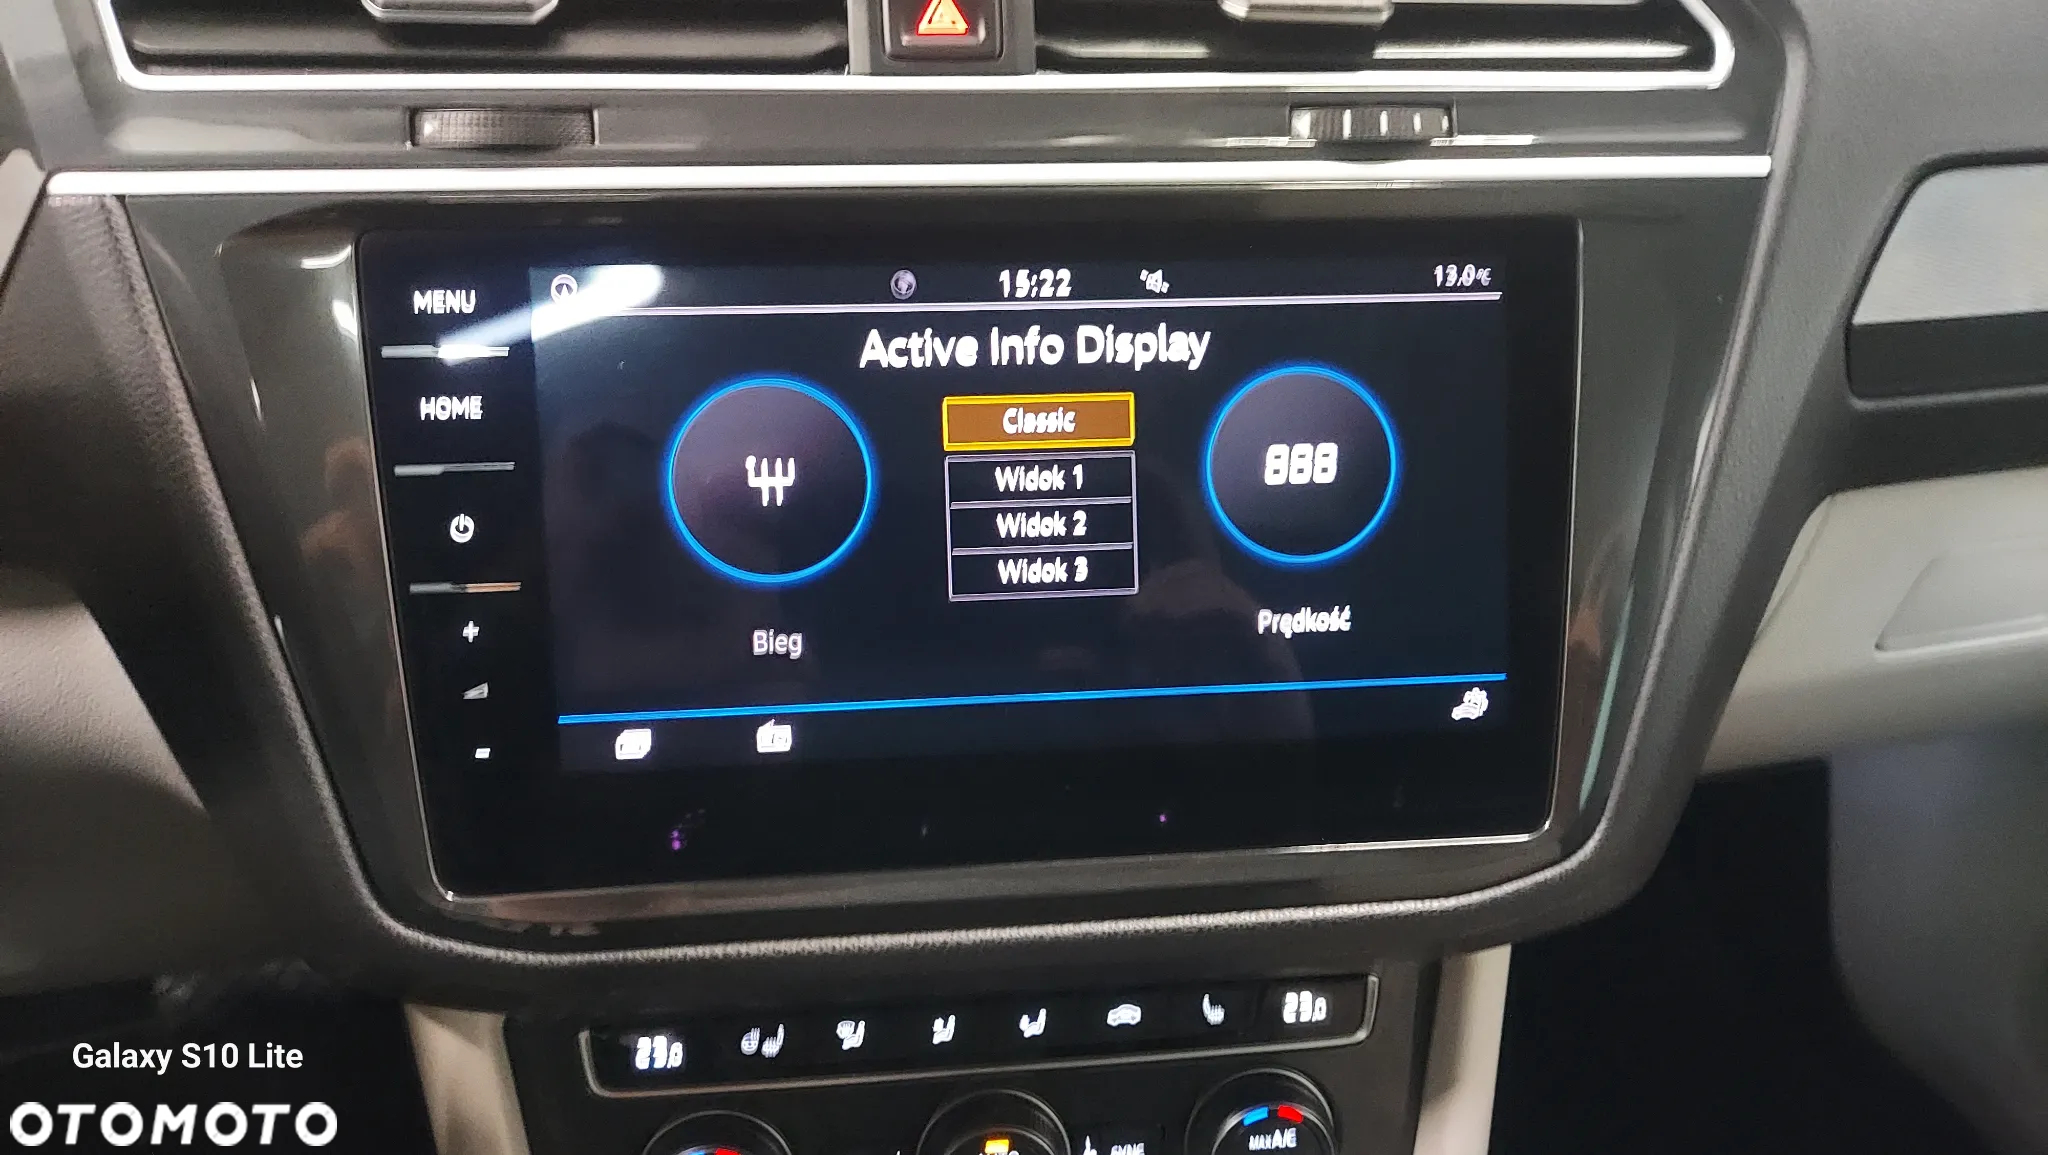 MENU
15:22
13,0°C
HOME
Active Info Display
Classic
Widok 1
Widok 2
Widok 3
888
Bieg
Prędkość
23,0
23,0
MAX A/C
SYNC
Galaxy S10 Lite
OTOMOTO